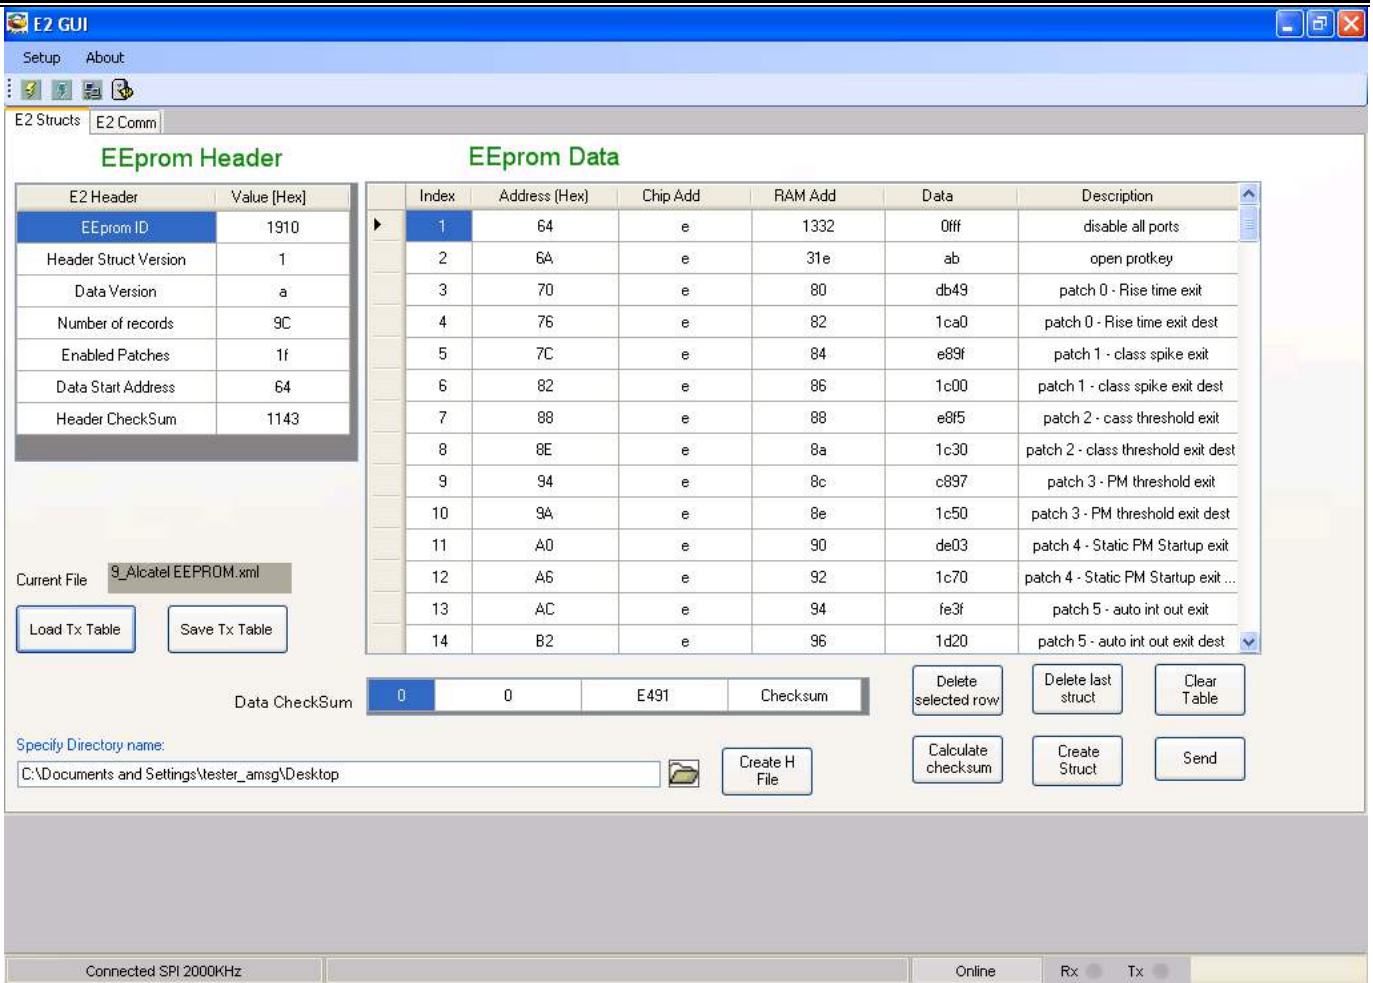 E2 GUI
Setup About
E2 Structs E2 Comm
EEprom Header
E2 Header Value [Hex]
EEprom ID 1910
Header Struct Version 1
Data Version a
Number of records 9C
Enabled Patches 1f
Data Start Address 64
Header CheckSum 1143
EEprom Data
Index Address (Hex) Chip Add RAM Add Data Description
1 64 e 1332 0fff disable all ports
2 6A e 31e ab open protkey
3 70 e 80 db49 patch 0 - Rise time exit
4 76 e 82 1ca0 patch 0 - Rise time exit dest
5 7C e 84 e89f patch 1 - class spike exit
6 82 e 86 1c00 patch 1 - class spike exit dest
7 88 e 88 e8f5 patch 2 - cass threshold exit
8 8E e 8a 1c30 patch 2 - class threshold exit dest
9 94 e 8c c897 patch 3 - PM threshold exit
10 9A e 8e 1c50 patch 3 - PM threshold exit dest
11 A0 e 90 de03 patch 4 - Static PM Startup exit
12 A6 e 92 1c70 patch 4 - Static PM Startup exit ...
13 AC e 94 fe3f patch 5 - auto int out exit
14 B2 e 96 1d20 patch 5 - auto int out exit dest
Current File 9_Alcatel EEPROM.xml
Load Tx Table Save Tx Table
Data CheckSum 0 0 E491 Checksum
Delete
selected row
Delete last
struct
Clear
Table
Specify Directory name:
C:\Documents and Settings\tester_amsg\Desktop
Create H
File
Calculate
checksum
Create
Struct
Send
Connected SPI 2000KHz Online Rx Tx